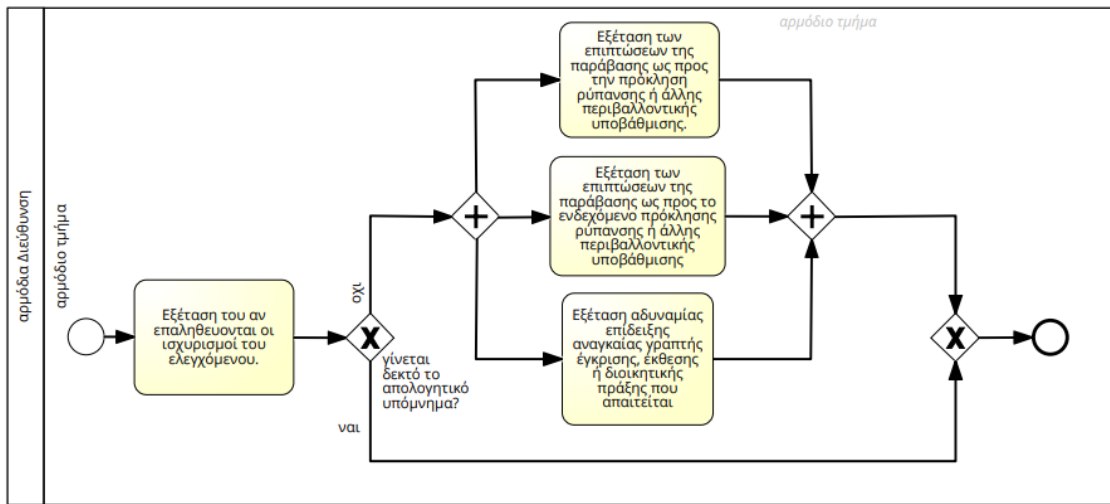 αρμόδιο τμήμα
αρμόδια Διεύθυνση
αρμόδιο τμήμα
Εξέταση του αν
επαληθευονται οι
ισχυρισμοί του
ελεγχόμενου.
γίνεται
δεκτό το
απολογητικό
υπόμνημα?
όχι
ναι
Εξέταση των
επιπτώσεων της
παράβασης ως προς
την πρόκληση
ρύπανσης ή άλλης
περιβαλλοντικής
υποβάθμισης.
Εξέταση των
επιπτώσεων της
παράβασης ως προς το
ενδεχόμενο πρόκλησης
ρύπανσης ή άλλης
περιβαλλοντικής
υποβάθμισης
Εξέταση αδυναμίας
επίδειξης
αναγκαίας γραπτής
έγκρισης, έκθεσης
ή διοικητικής
πράξης που
απαιτείται